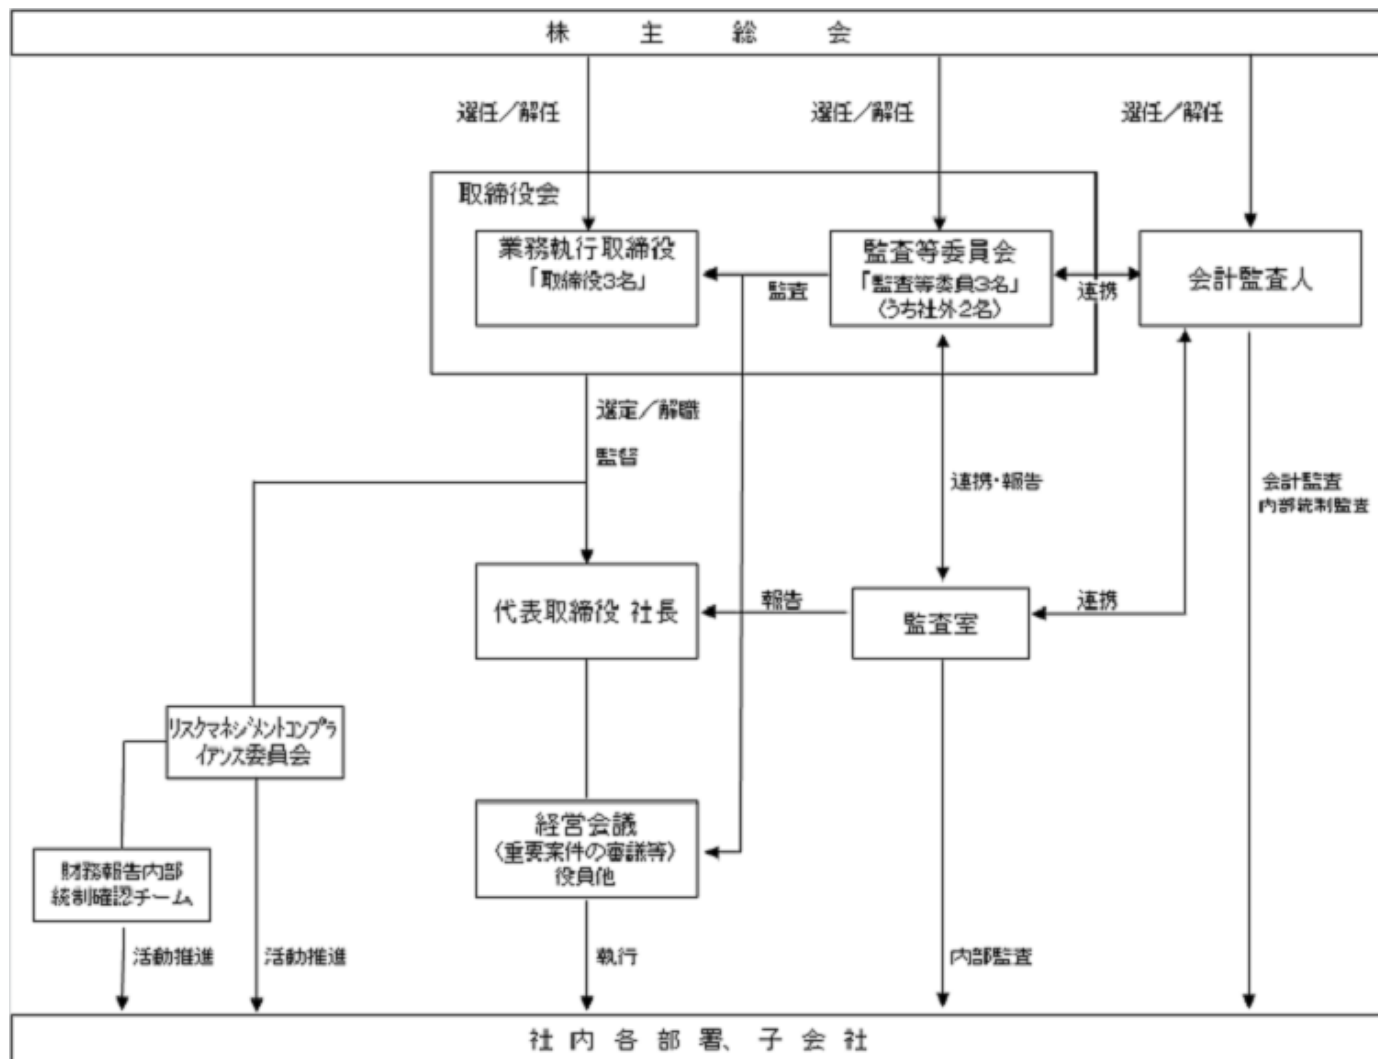 株主総会
選任／解任
選任／解任
選任／解任
取締役会
業務執行取締役
「取締役3名」
監査等委員会
「監査等委員3名」
（うち社外2名）
会計監査人
監査
連携
選定／解職
監督
連携・報告
会計監査
内部統制監査
代表取締役 社長
報告
監査室
連携
リスクマネジメントコンプラ
イアンス委員会
経営会議
（重要案件の審議等）
役員他
財務報告内部
統制確認チーム
活動推進
活動推進
執行
内部監査
社内各部署、子会社